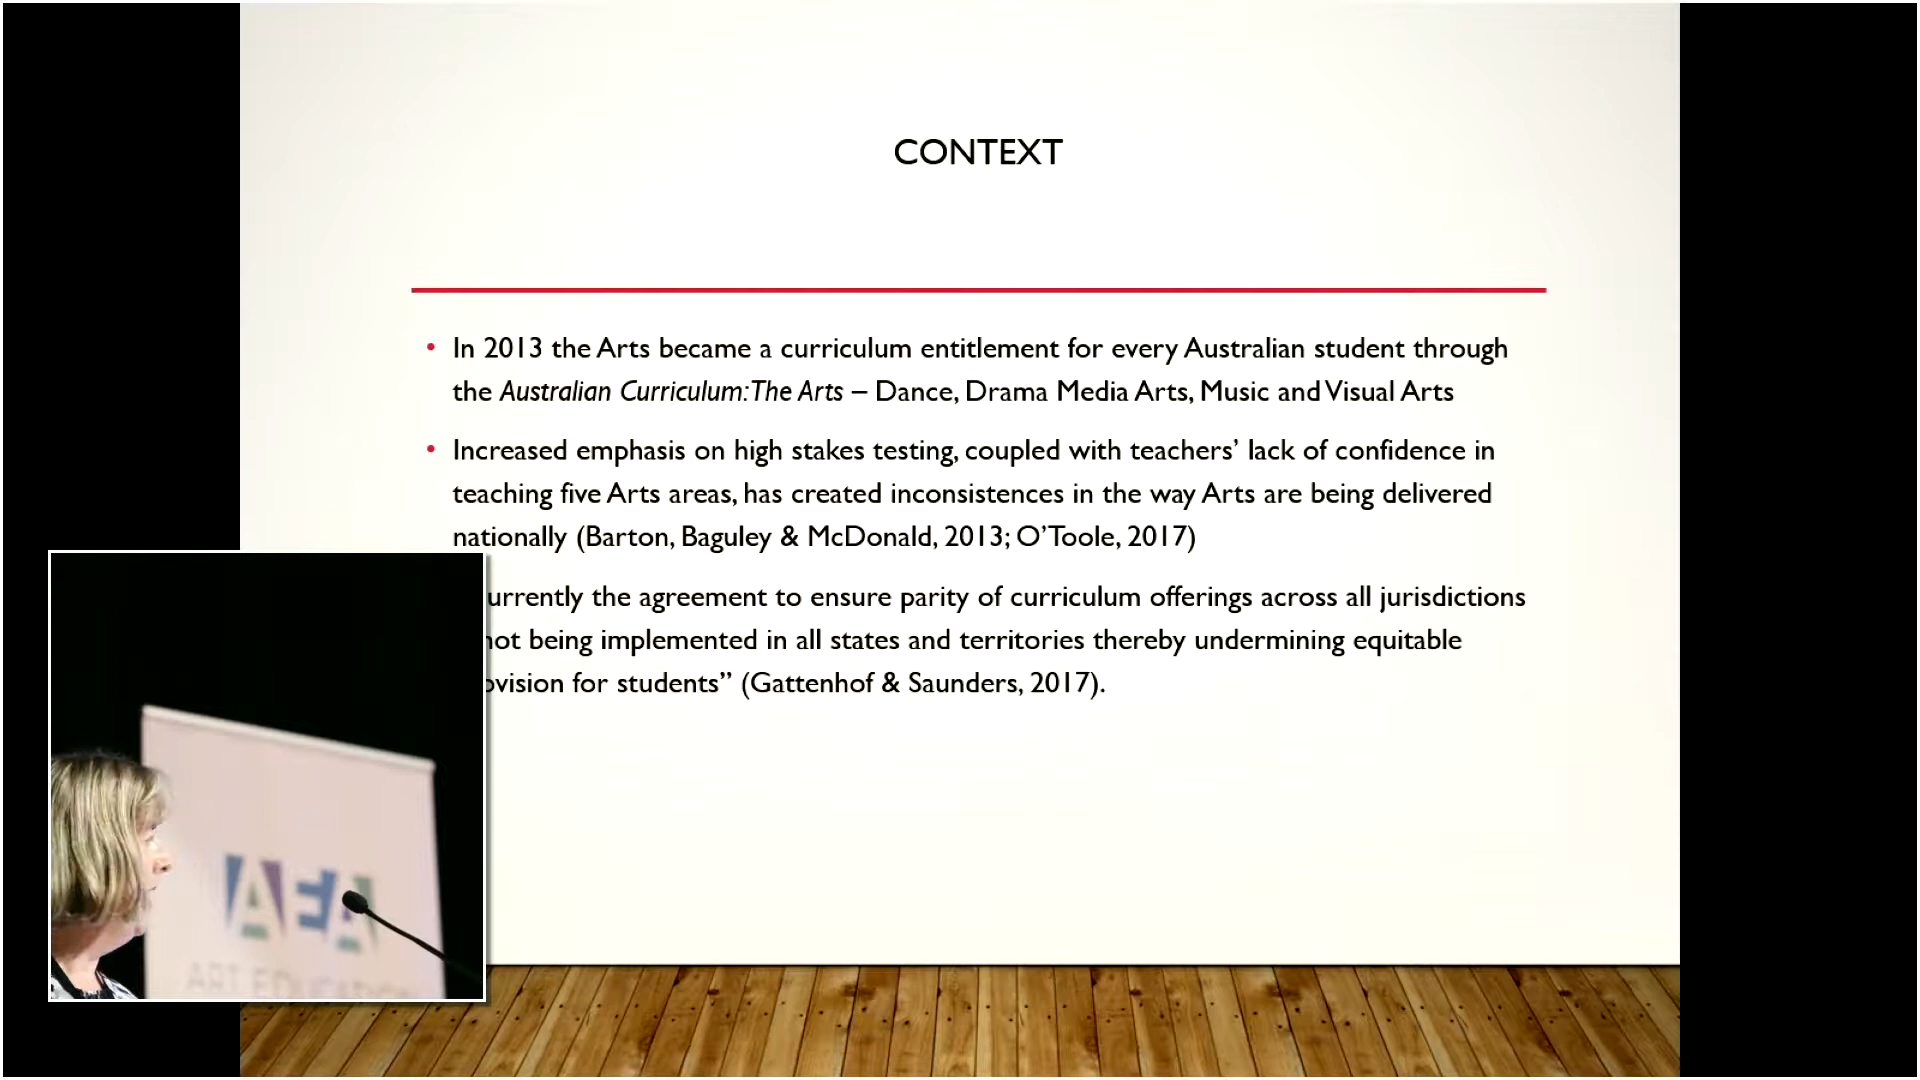 CONTEXT
• In 2013 the Arts became a curriculum entitlement for every Australian student through
the Australian Curriculum: The Arts – Dance, Drama Media Arts, Music and Visual Arts
• Increased emphasis on high stakes testing, coupled with teachers’ lack of confidence in
teaching five Arts areas, has created inconsistences in the way Arts are being delivered
nationally (Barton, Baguley & McDonald, 2013; O’Toole, 2017)
urrently the agreement to ensure parity of curriculum offerings across all jurisdictions
not being implemented in all states and territories thereby undermining equitable
ovision for students” (Gattenhof & Saunders, 2017).
AEA
ART EDUCATION